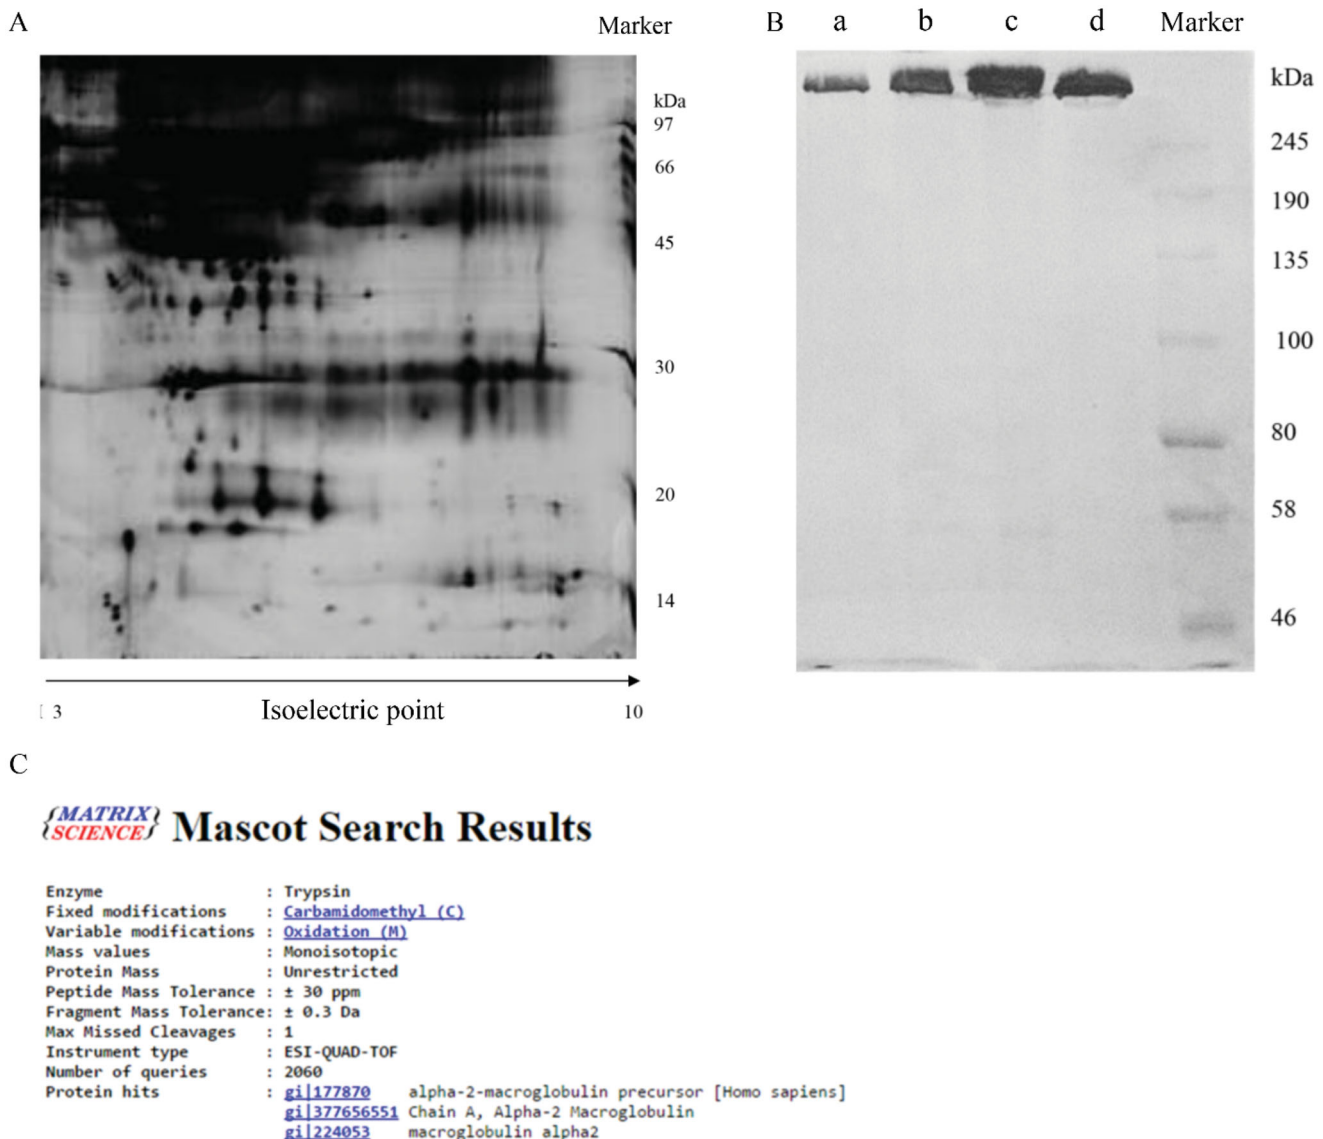 A
Marker
kDa
97
66
45
30
20
14
3
Isoelectric point
10
B a b c d Marker
kDa
245
190
135
100
80
58
46
C
{MATRIX SCIENCE} Mascot Search Results
Enzyme : Trypsin
Fixed modifications : Carbamidomethyl (C)
Variable modifications : Oxidation (M)
Mass values : Monoisotopic
Protein Mass : Unrestricted
Peptide Mass Tolerance : ± 30 ppm
Fragment Mass Tolerance: ± 0.3 Da
Max Missed Cleavages : 1
Instrument type : ESI-QUAD-TOF
Number of queries : 2060
Protein hits : gi|177870 alpha-2-macroglobulin precursor [Homo sapiens]
gi|377656551 Chain A, Alpha-2 Macroglobulin
gi|224053 macroglobulin alpha2